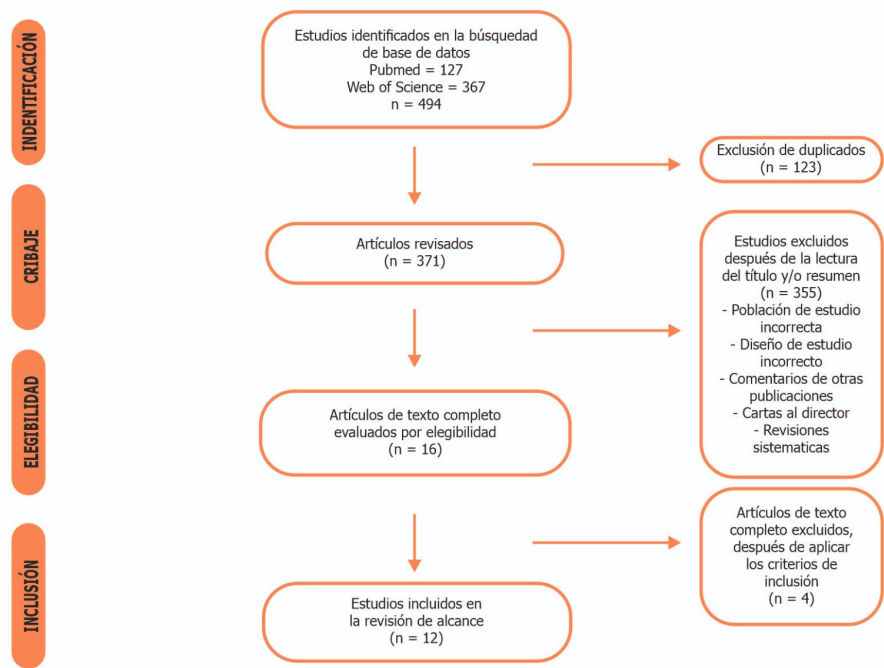 INDENTIFICACIÓN
Estudios identificados en la búsquedad
de base de datos
Pubmed = 127
Web of Science = 367
n = 494
Exclusión de duplicados
(n = 123)
CRIBAJE
Artículos revisados
(n = 371)
Estudios excluidos
después de la lectura
del título y/o resumen
(n = 355)
- Población de estudio
incorrecta
- Diseño de estudio
incorrecto
- Comentarios de otras
publicaciones
- Cartas al director
- Revisiones
sistematicas
ELEGIBILIDAD
Artículos de texto completo
evaluados por elegibilidad
(n = 16)
Artículos de texto
completo excluidos,
después de aplicar
los criterios de
inclusión
(n = 4)
INCLUSIÓN
Estudios incluidos en
la revisión de alcance
(n = 12)